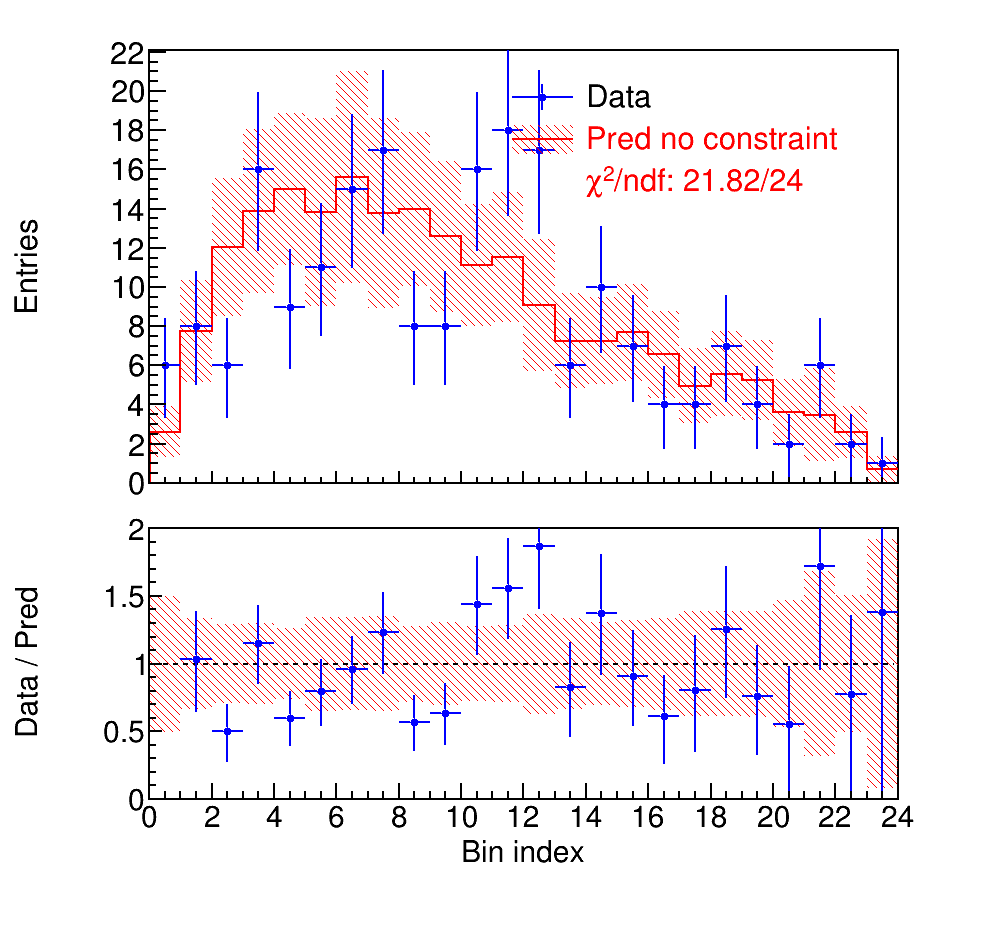 Entries
22
20
18
16
14
12
10
8
6
4
2
0
Data
Pred no constraint
χ²/ndf: 21.82/24
Data / Pred
2
1.5
1
0.5
0
0 2 4 6 8 10 12 14 16 18 20 22 24
Bin index